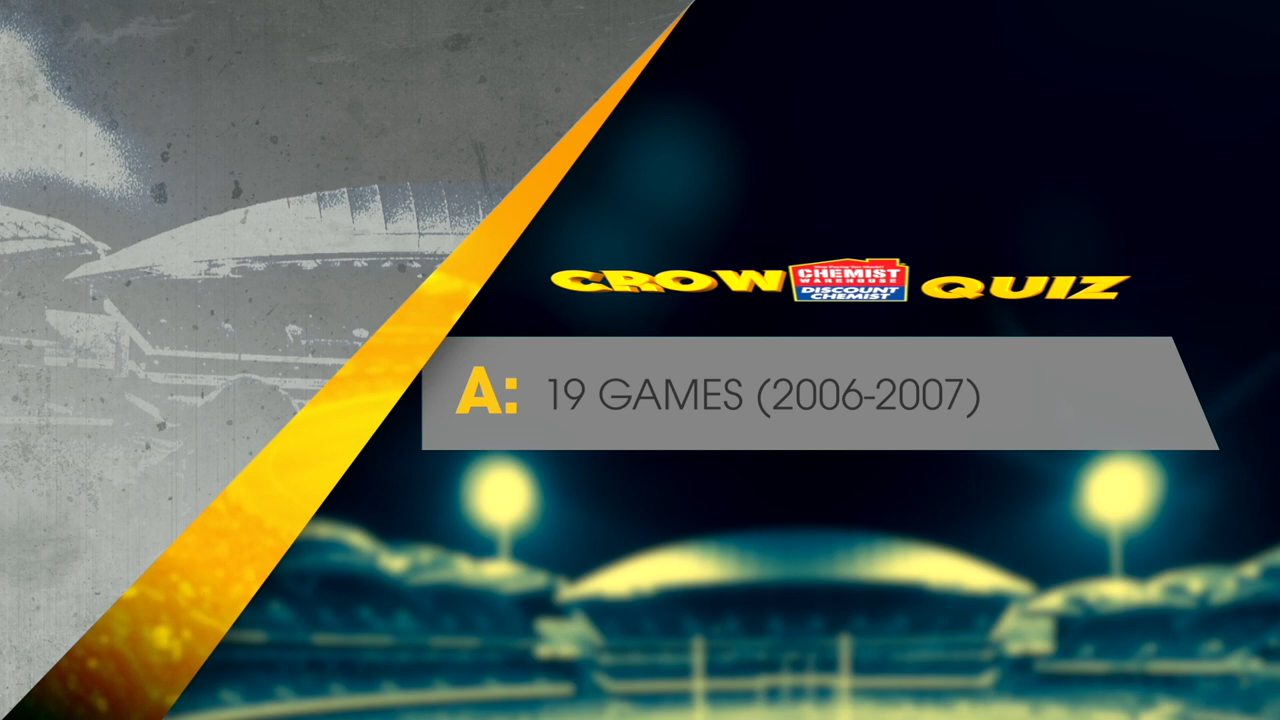 CROW
CHEMIST
WAREHOUSE
DISCOUNT
CHEMIST
QUIZ
A: 19 GAMES (2006-2007)